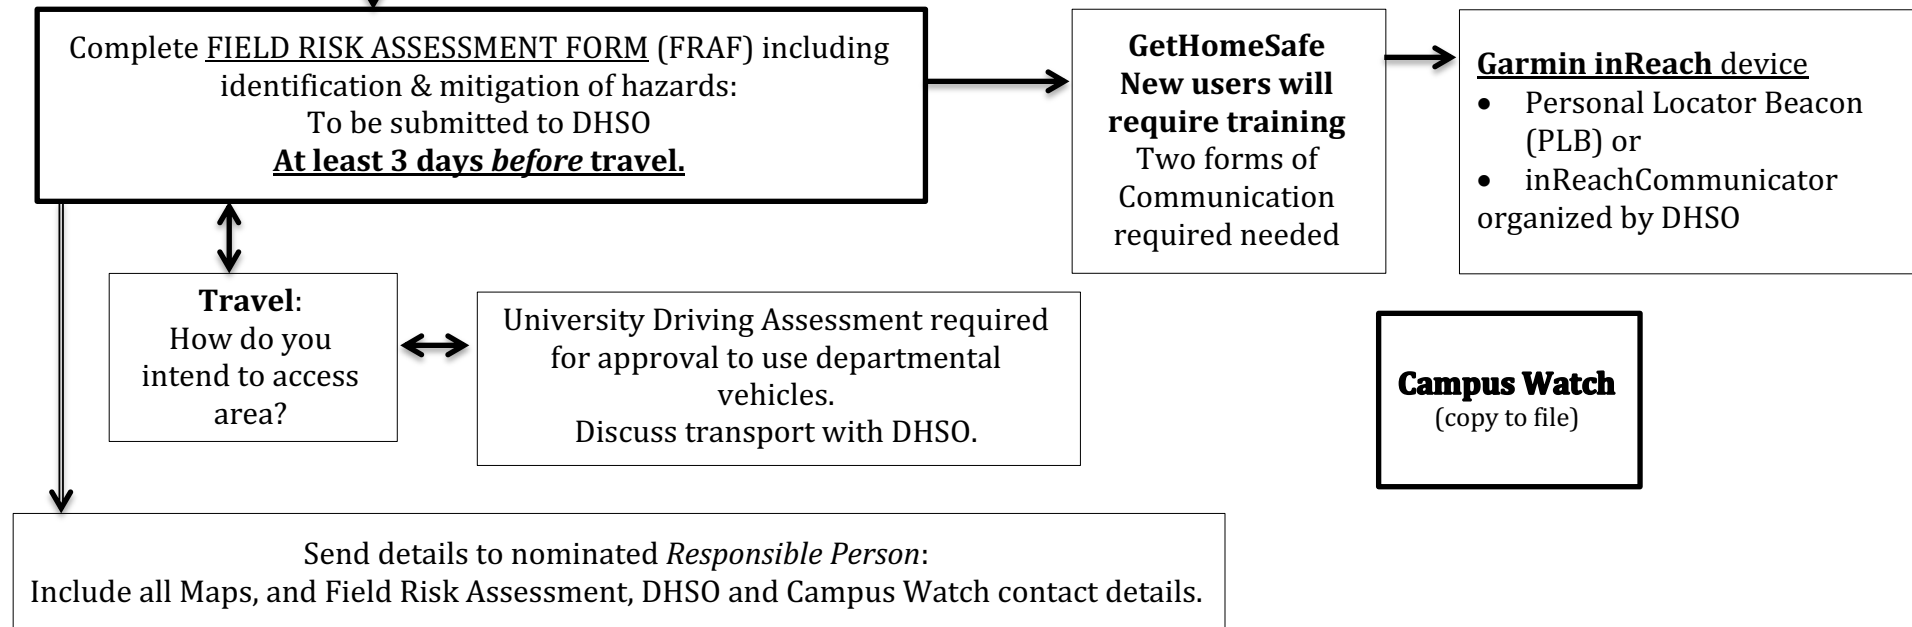 Complete FIELD RISK ASSESSMENT FORM (FRAF) including
identification & mitigation of hazards:
To be submitted to DHSO
At least 3 days before travel.
GetHomeSafe
New users will
require training
Two forms of
Communication
required needed
Garmin inReach device
• Personal Locator Beacon
(PLB) or
• inReachCommunicator
organized by DHSO
Travel:
How do you
intend to access
area?
University Driving Assessment required
for approval to use departmental
vehicles.
Discuss transport with DHSO.
Campus Watch
(copy to file)
Send details to nominated Responsible Person:
Include all Maps, and Field Risk Assessment, DHSO and Campus Watch contact details.